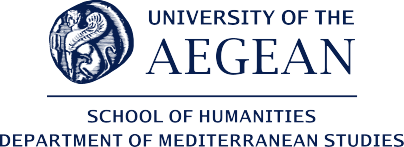 UNIVERSITY OF THE
AEGEAN
SCHOOL OF HUMANITIES
DEPARTMENT OF MEDITERRANEAN STUDIES